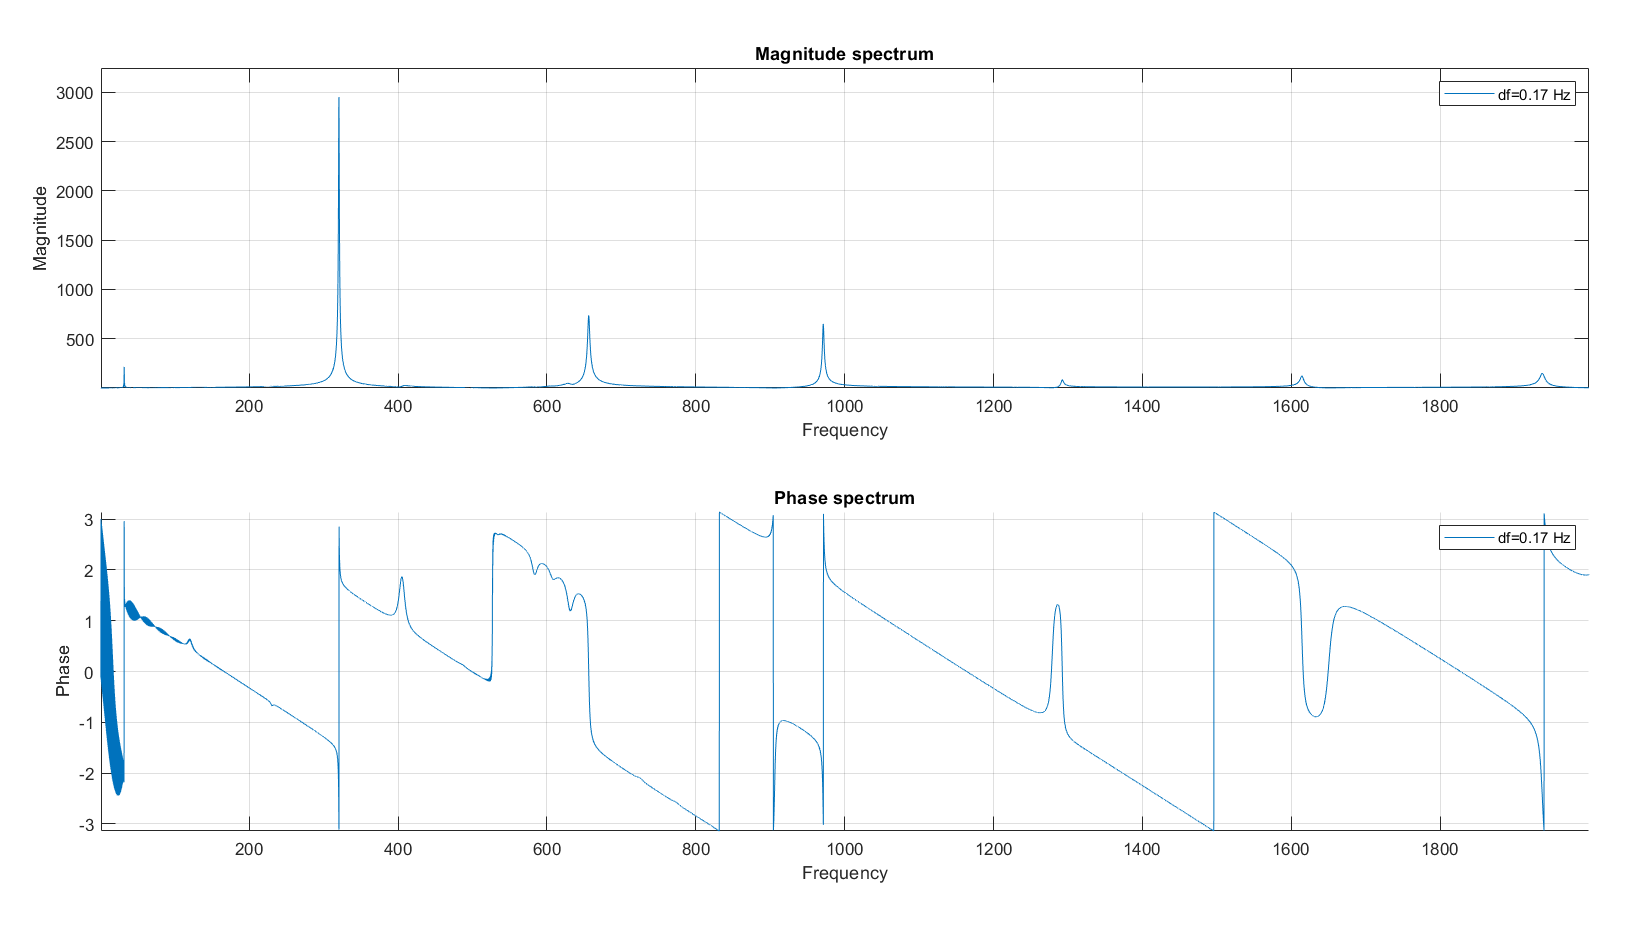 Magnitude spectrum
3000
2500
2000
1500
1000
500
Magnitude
df=0.17 Hz
200 400 600 800 1000 1200 1400 1600 1800
Frequency
Phase spectrum
3
2
1
0
-1
-2
-3
Phase
df=0.17 Hz
200 400 600 800 1000 1200 1400 1600 1800
Frequency